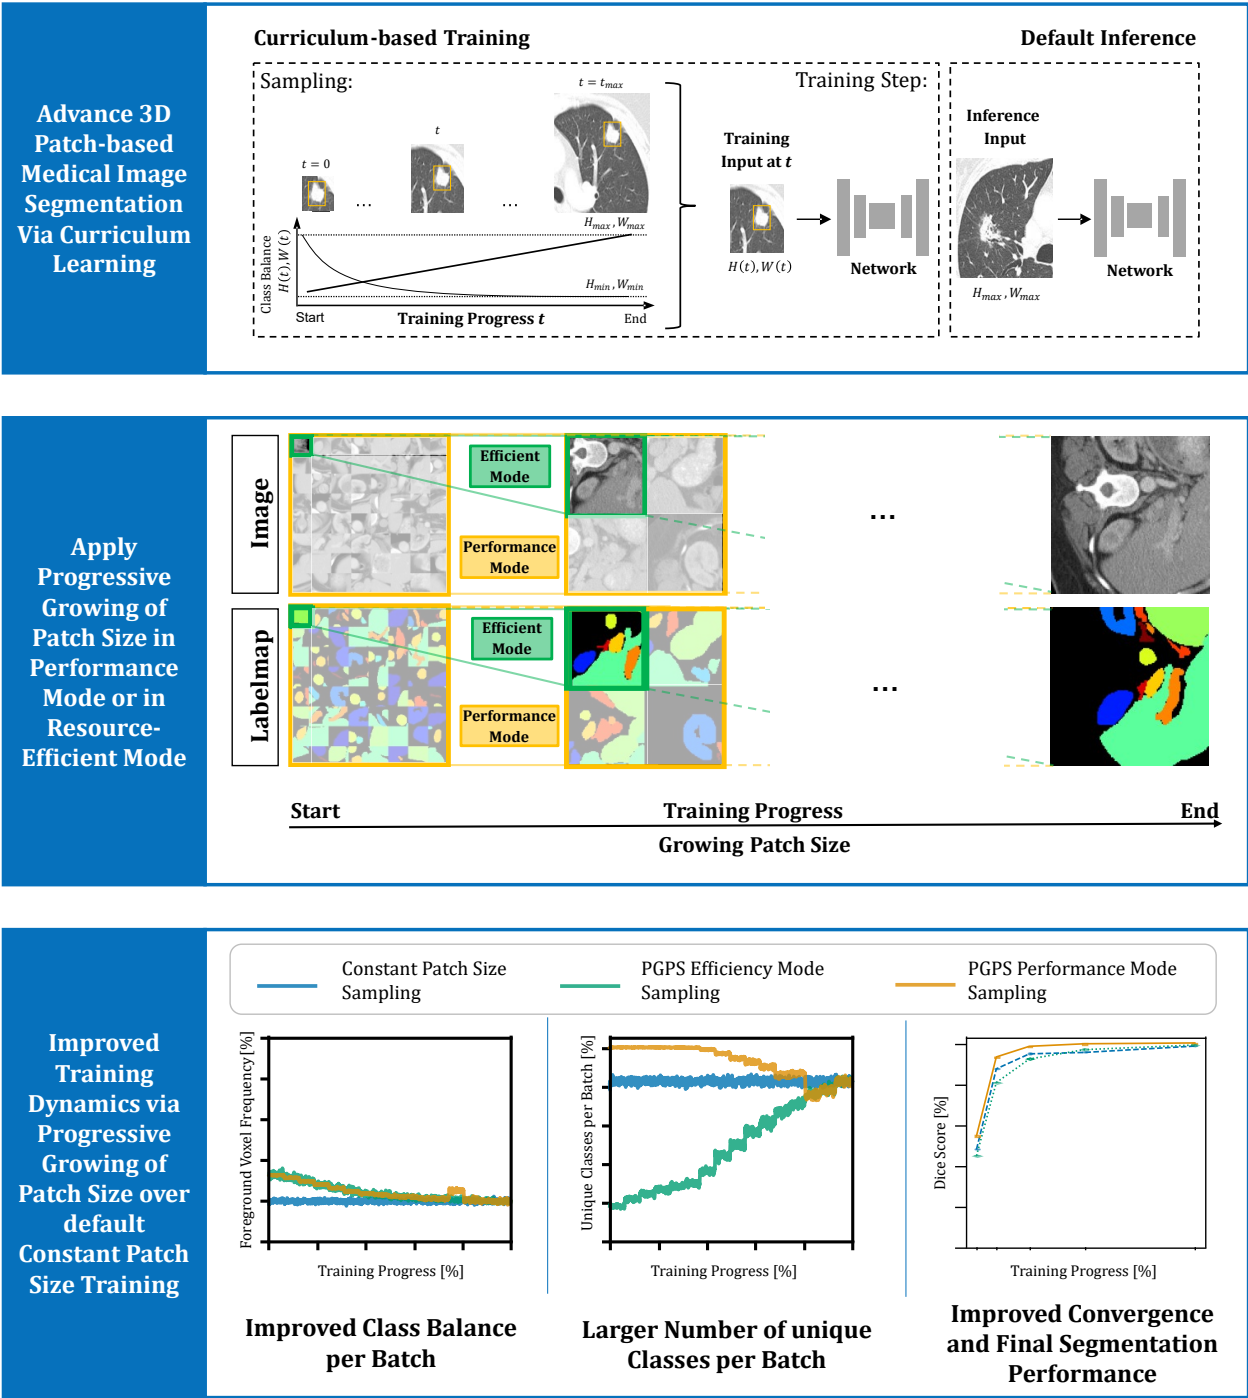 Advance 3D
Patch-based
Medical Image
Segmentation
Via Curriculum
Learning
Curriculum-based Training
Default Inference
Sampling:
Training Step:
t = 0
...
t
...
t = t_max
Class Balance
H(t), W(t)
H_max, W_max
H_min, W_min
Start
Training Progress t
End
Training
Input at t
H(t), W(t)
Network
Inference
Input
H_max, W_max
Network
Apply
Progressive
Growing of
Patch Size in
Performance
Mode or in
Resource-
Efficient Mode
Image
Efficient
Mode
Performance
Mode
...
Labelmap
Efficient
Mode
Performance
Mode
...
Start
Training Progress
End
Growing Patch Size
Improved
Training
Dynamics via
Progressive
Growing of
Patch Size over
default
Constant Patch
Size Training
Constant Patch Size
Sampling
PGPS Efficiency Mode
Sampling
PGPS Performance Mode
Sampling
Foreground Voxel Frequency [%]
Training Progress [%]
Improved Class Balance
per Batch
Unique Classes per Batch [%]
Training Progress [%]
Larger Number of unique
Classes per Batch
Dice Score [%]
Training Progress [%]
Improved Convergence
and Final Segmentation
Performance